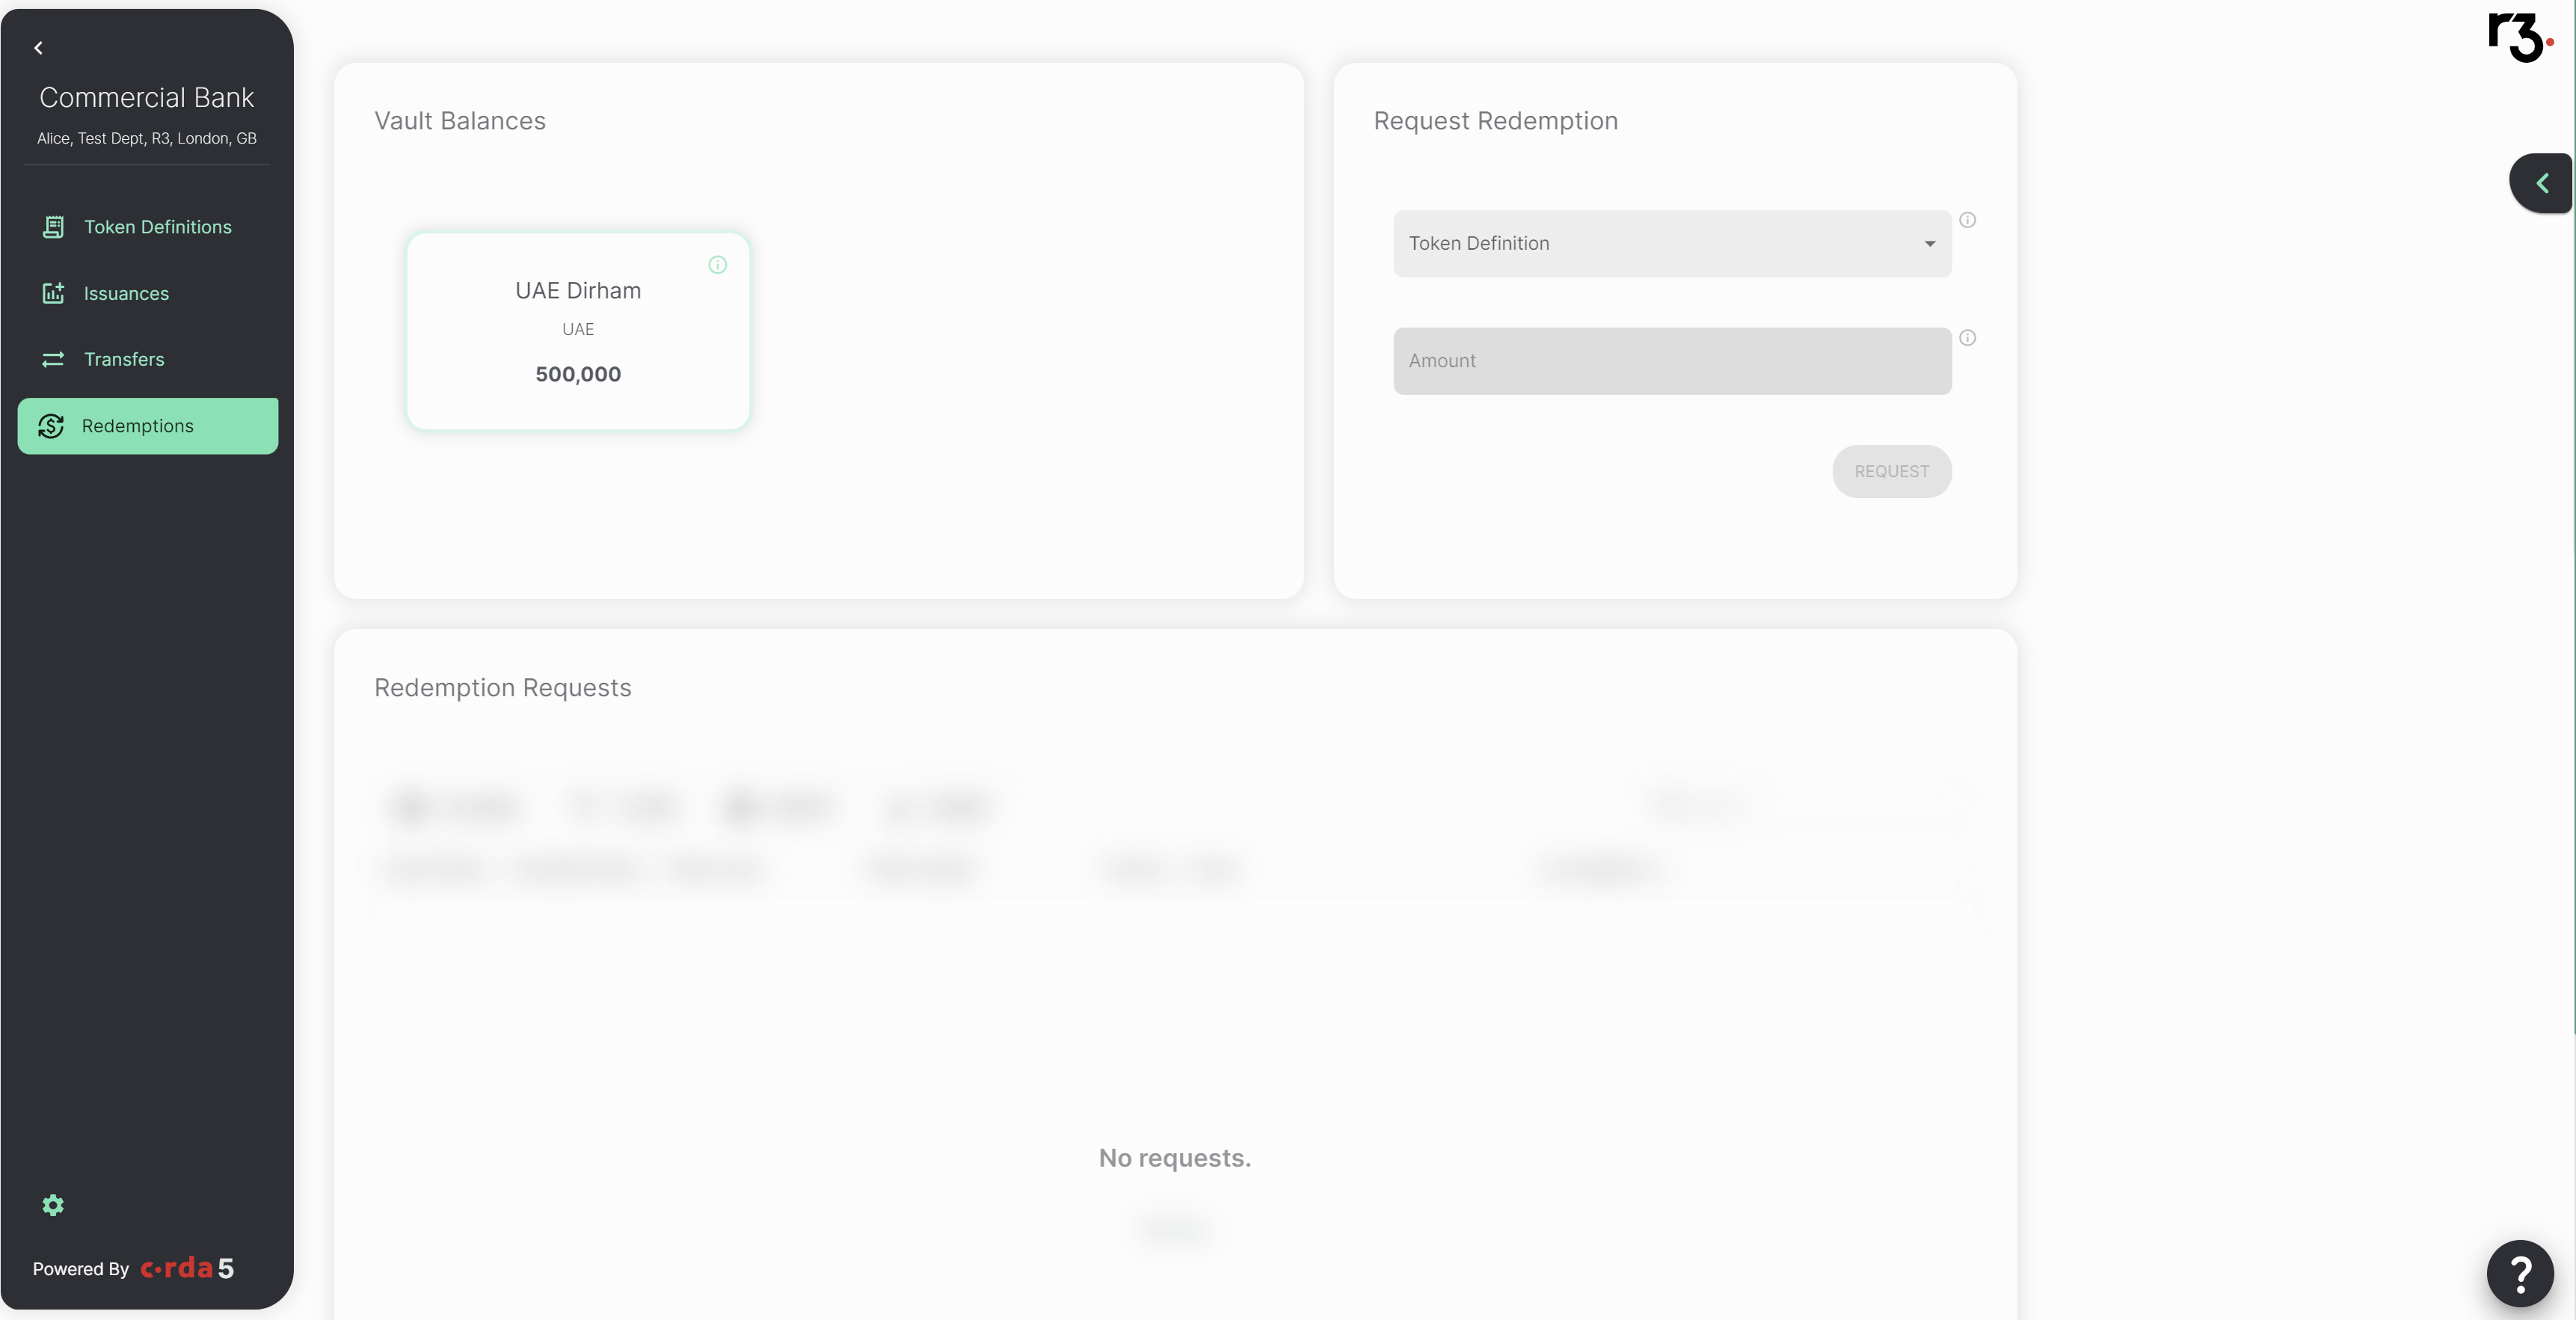 Commercial Bank
Alice, Test Dept, R3, London, GB
Token Definitions
Issuances
Transfers
Redemptions
Powered By c·rda 5
Vault Balances
UAE Dirham
UAE
500,000
Request Redemption
Token Definition
Amount
REQUEST
Redemption Requests
No requests.
r3.
?